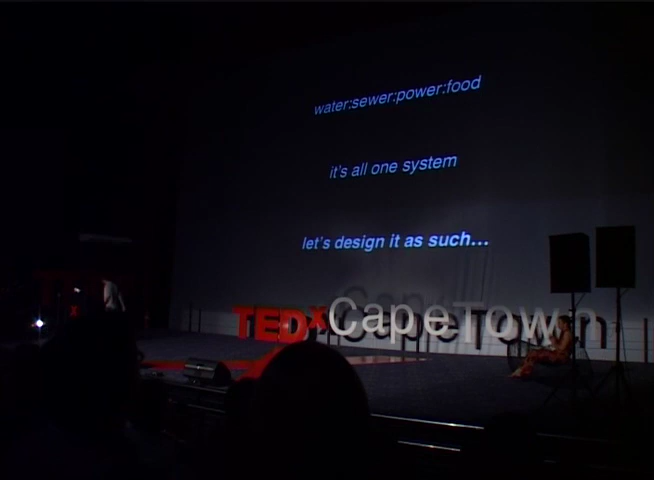 water:sewer:power:food
it's all one system
let's design it as such...
TEDxCapeTown